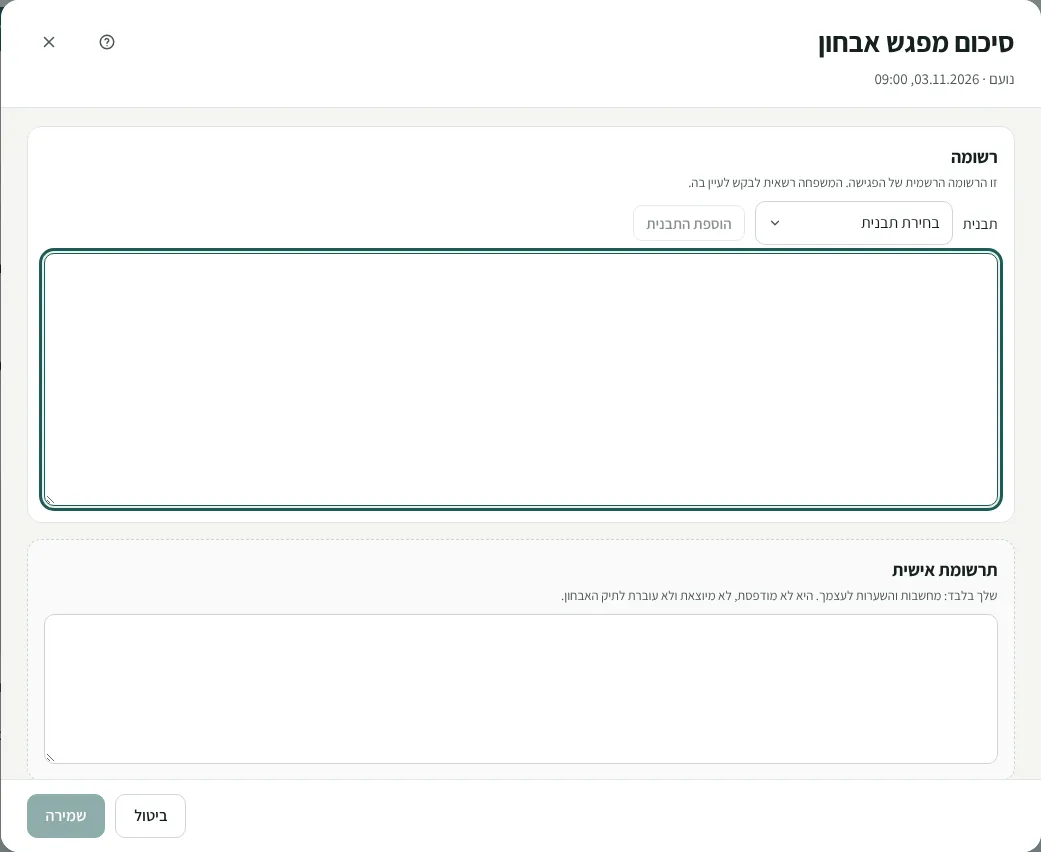 סיכום מפגש אבחון
נועם · 03.11.2026, 09:00
רשומה
זו הרשומה הרשמית של הפגישה. המשפחה רשאית לבקש לעיין בה.
תבנית בחירת תבנית הוספת התבנית
תרשומת אישית
שלך בלבד: מחשבות והשערות לעצמך. היא לא מודפסת, לא מיוצאת ולא עוברת לתיק האבחון.
ביטול שמירה